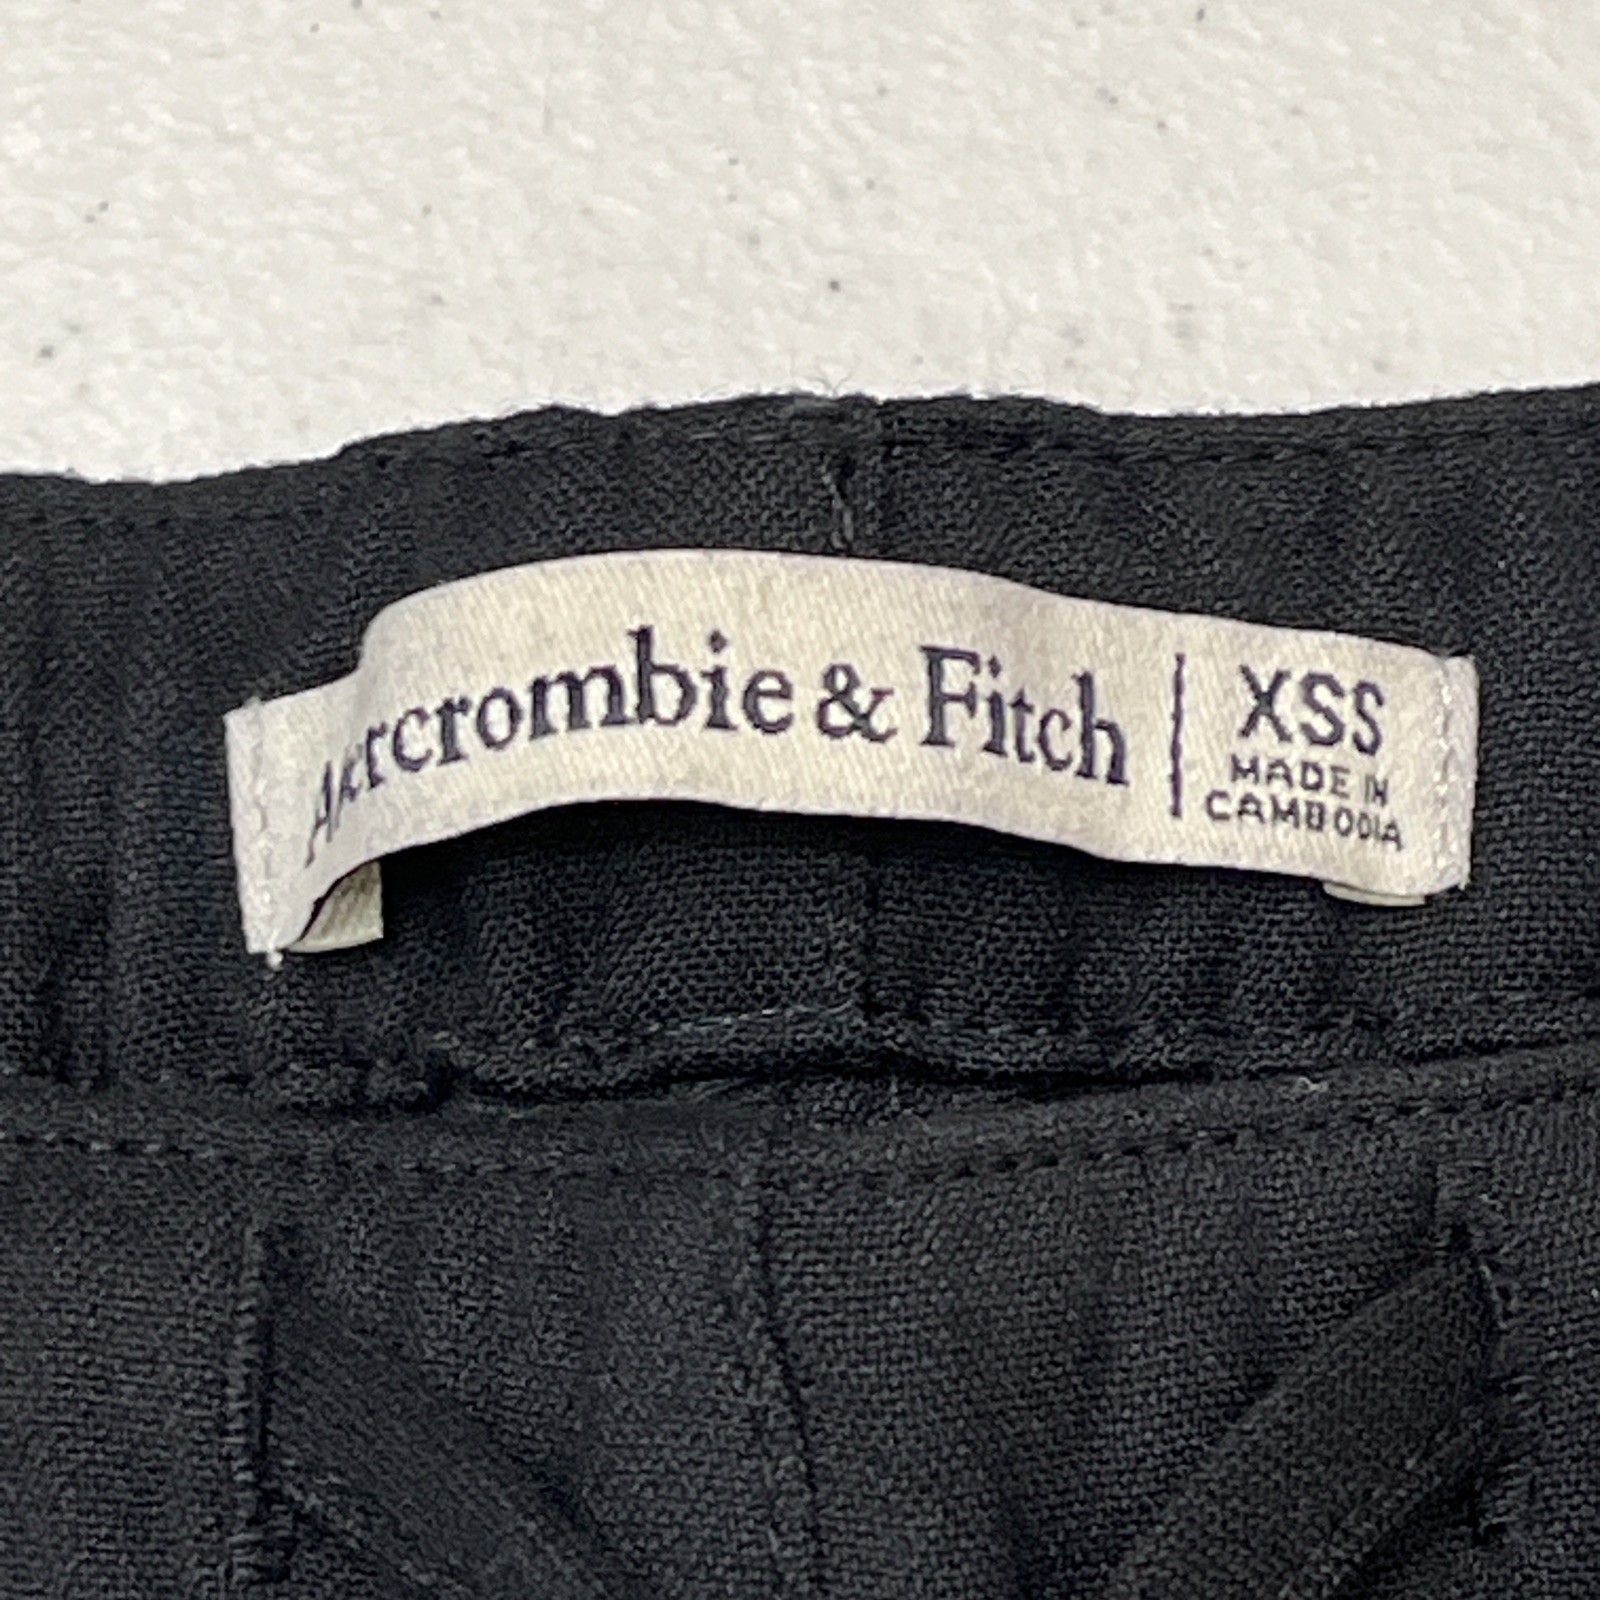 Abercrombie & Fitch
XSS
MADE IN
CAMBODIA